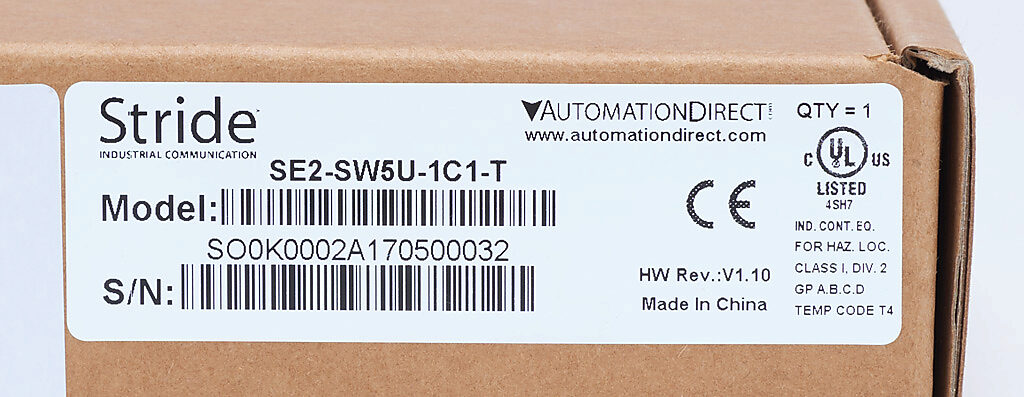 Stride
INDUSTRIAL COMMUNICATION
AUTOMATIONDIRECT
www.automationdirect.com
QTY = 1
SE2-SW5U-1C1-T
Model:
SO0K0002A170500032
S/N:
CE
HW Rev.:V1.10
Made In China
C UL US
LISTED
4SH7
IND. CONT. EQ.
FOR HAZ. LOC.
CLASS I, DIV. 2
GP A.B.C.D
TEMP CODE T4